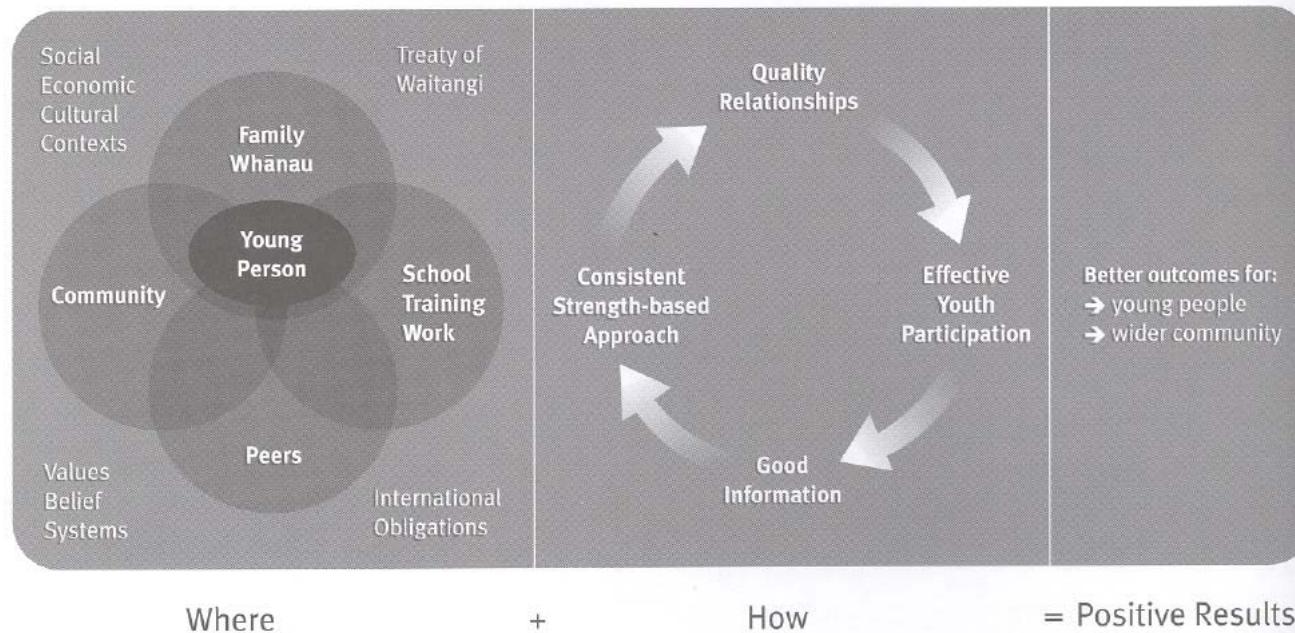 Social
Economic
Cultural
Contexts
Treaty of
Waitangi
Family
Whānau
Young
Person
Community
School
Training
Work
Peers
Values
Belief
Systems
International
Obligations
Quality
Relationships
Effective
Youth
Participation
Good
Information
Consistent
Strength-based
Approach
Better outcomes for:
➔ young people
➔ wider community
Where + How = Positive Results